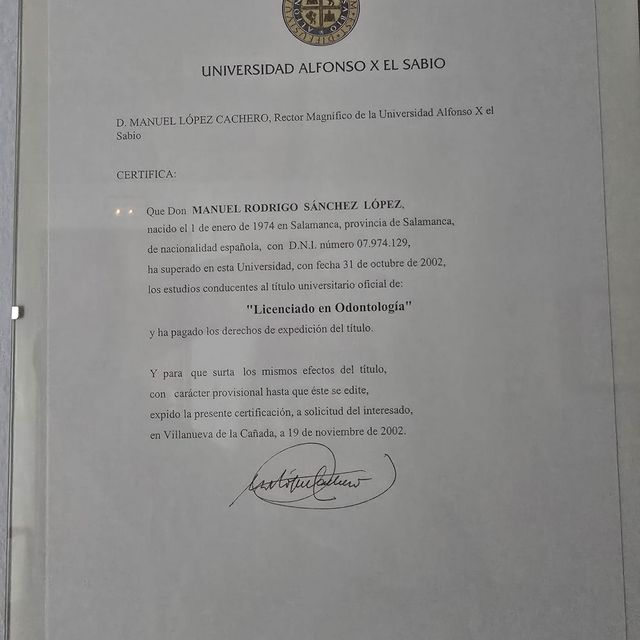 UNIVERSIDAD ALFONSO X EL SABIO
D. MANUEL LÓPEZ CACHERO, Rector Magnífico de la Universidad Alfonso X el
Sabio
CERTIFICA:
Que Don MANUEL RODRIGO SÁNCHEZ LÓPEZ,
nacido el 1 de enero de 1974 en Salamanca, provincia de Salamanca,
de nacionalidad española, con D.N.I. número 07.974.129,
ha superado en esta Universidad, con fecha 31 de octubre de 2002,
los estudios conducentes al título universitario oficial de:
"Licenciado en Odontología"
y ha pagado los derechos de expedición del título.
Y para que surta los mismos efectos del título,
con carácter provisional hasta que éste se edite,
expido la presente certificación, a solicitud del interesado,
en Villanueva de la Cañada, a 19 de noviembre de 2002.